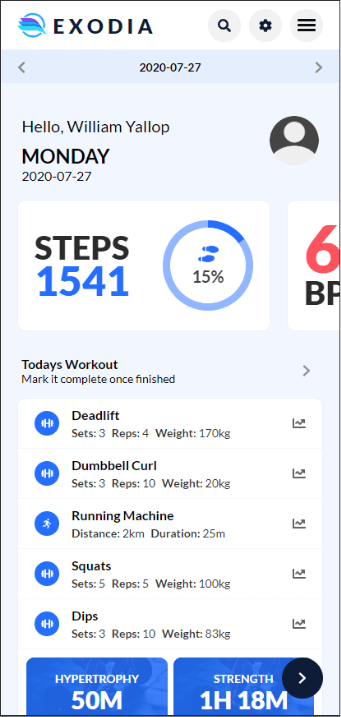 EXODIA
2020-07-27
Hello, William Yallop
MONDAY
2020-07-27
STEPS
1541
15%
6
BP
Todays Workout
Mark it complete once finished
Deadlift
Sets: 3 Reps: 4 Weight: 170kg
Dumbbell Curl
Sets: 3 Reps: 10 Weight: 20kg
Running Machine
Distance: 2km Duration: 25m
Squats
Sets: 5 Reps: 5 Weight: 100kg
Dips
Sets: 3 Reps: 10 Weight: 83kg
HYPERTROPHY
50M
STRENGTH
1H 18M